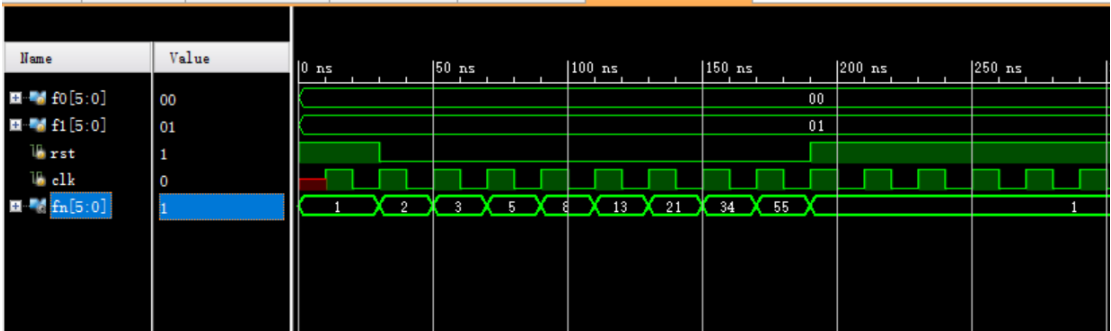 Name Value
0 ns 50 ns 100 ns 150 ns 200 ns 250 ns
f0[5:0] 00 00
f1[5:0] 01 01
rst 1
clk 0
fn[5:0] 1 1 2 3 5 8 13 21 34 55 1